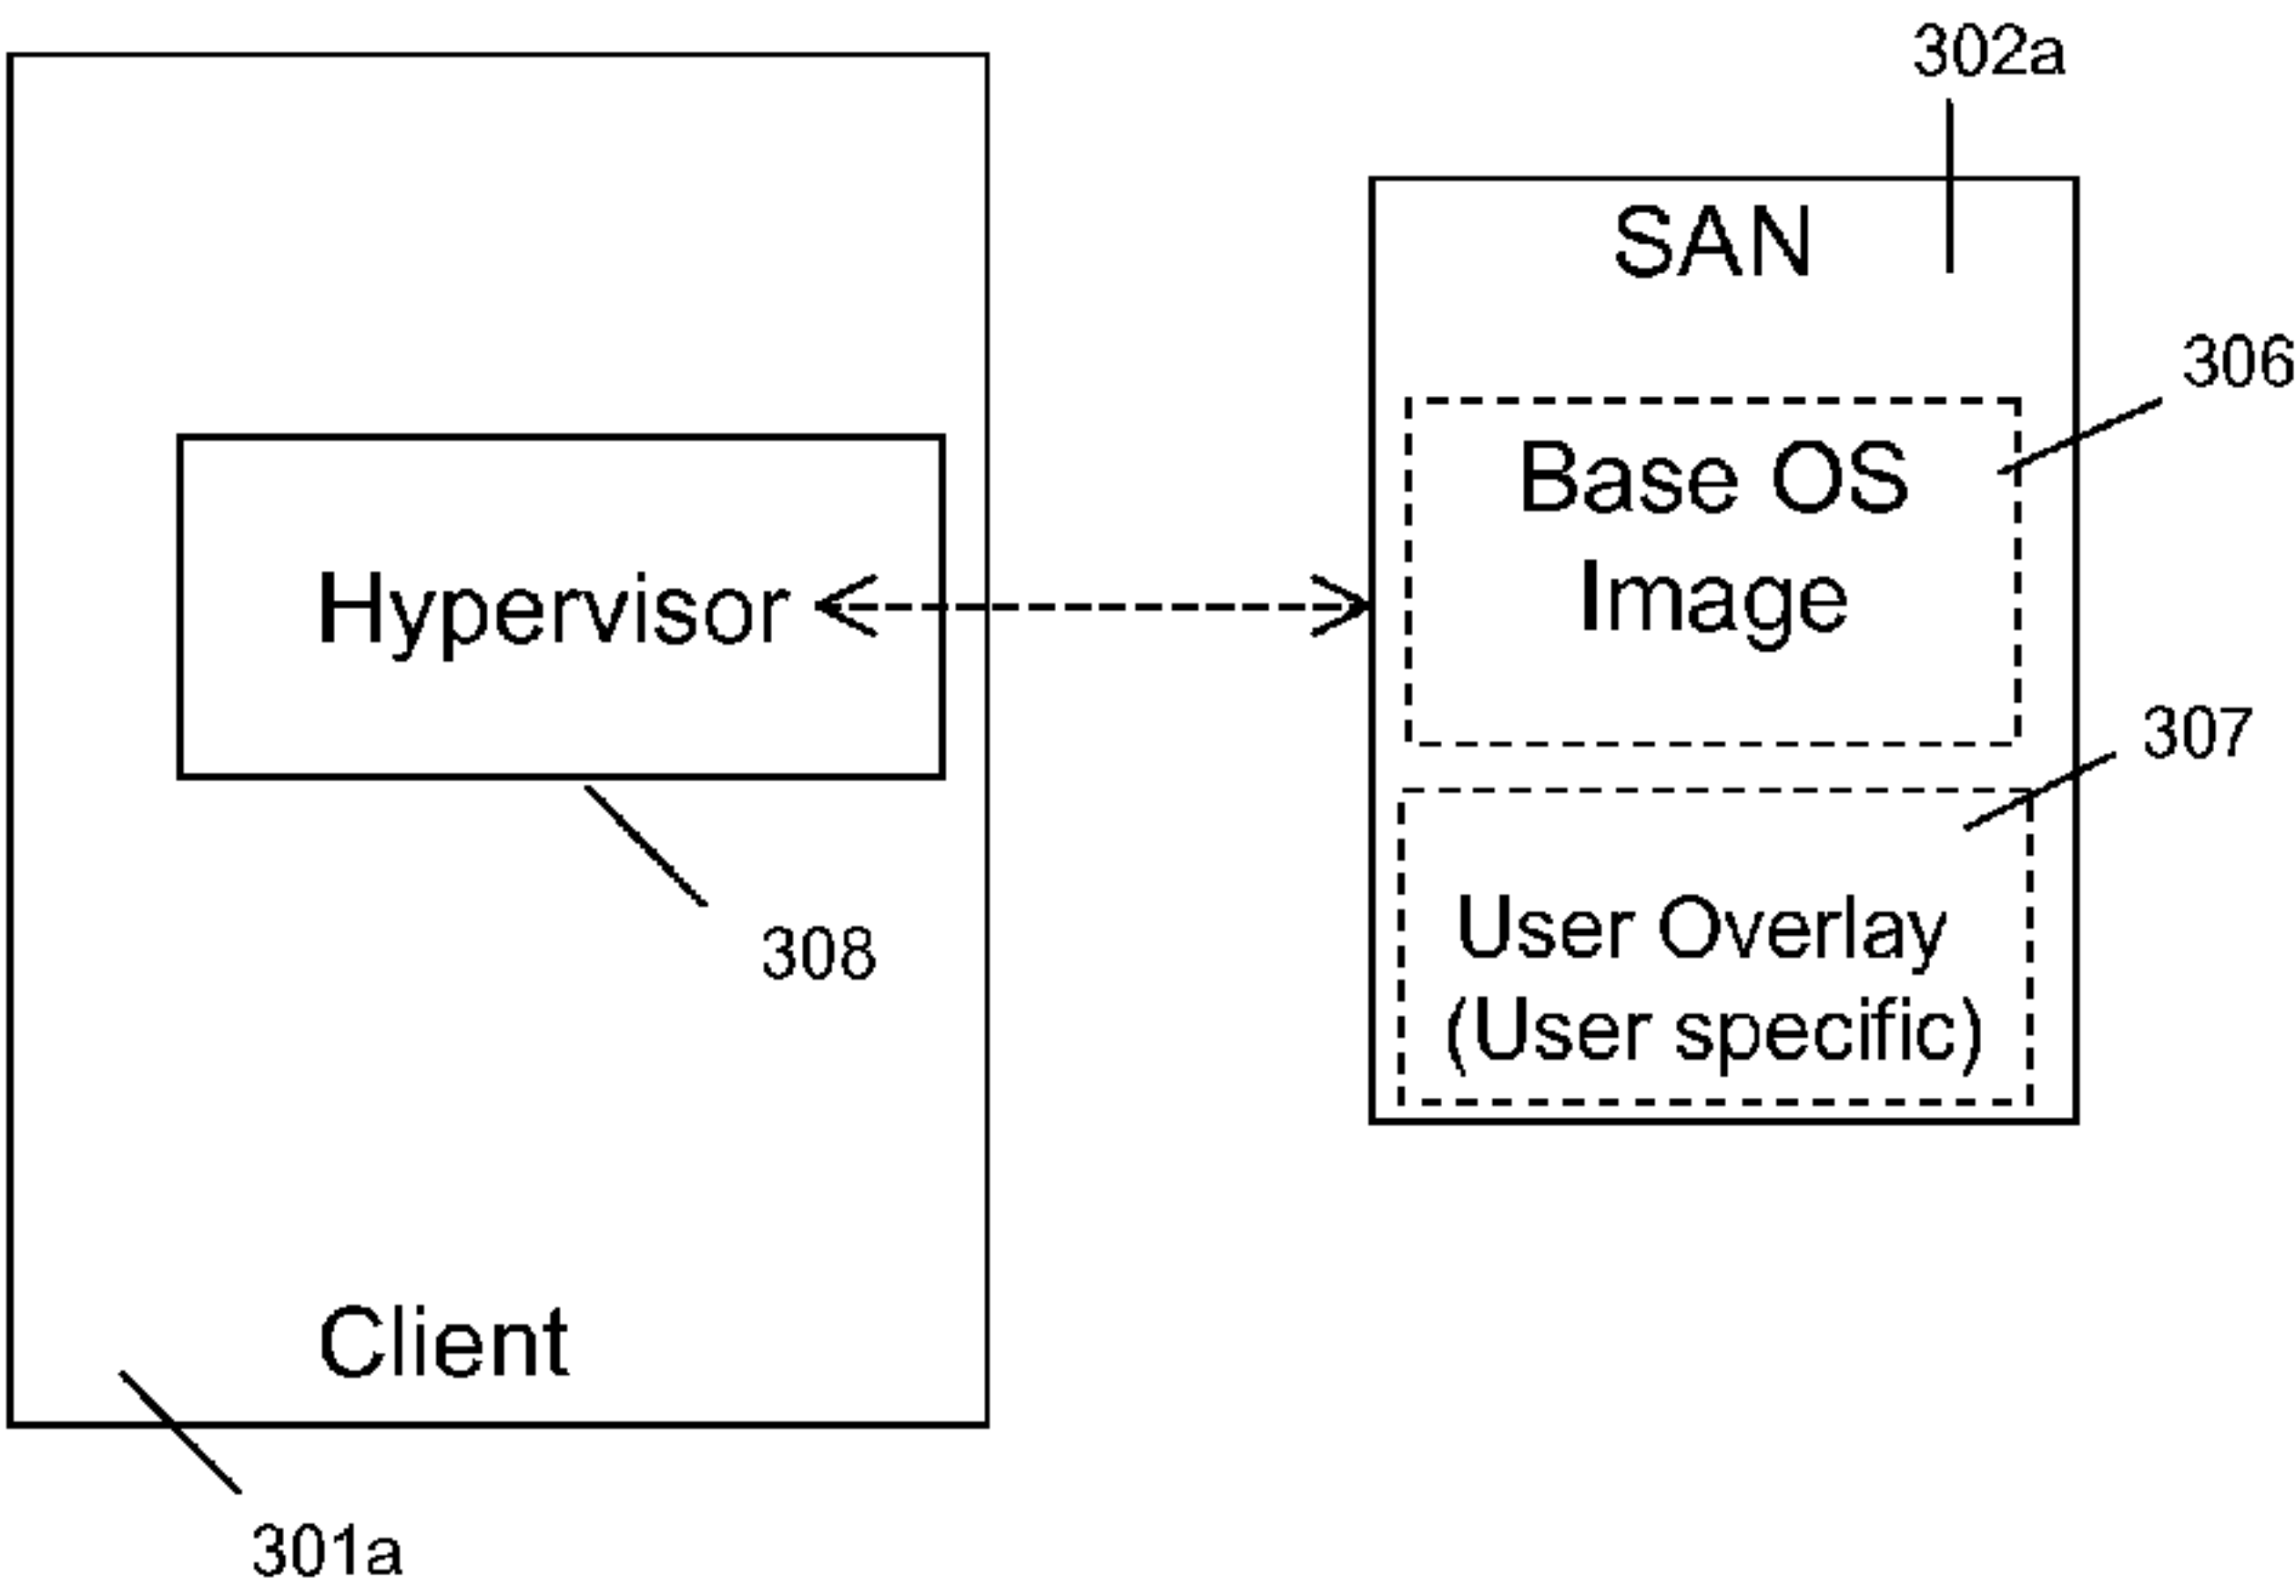 302a
SAN
306
Base OS
Image
Hypervisor
307
308
User Overlay
(User specific)
Client
301a